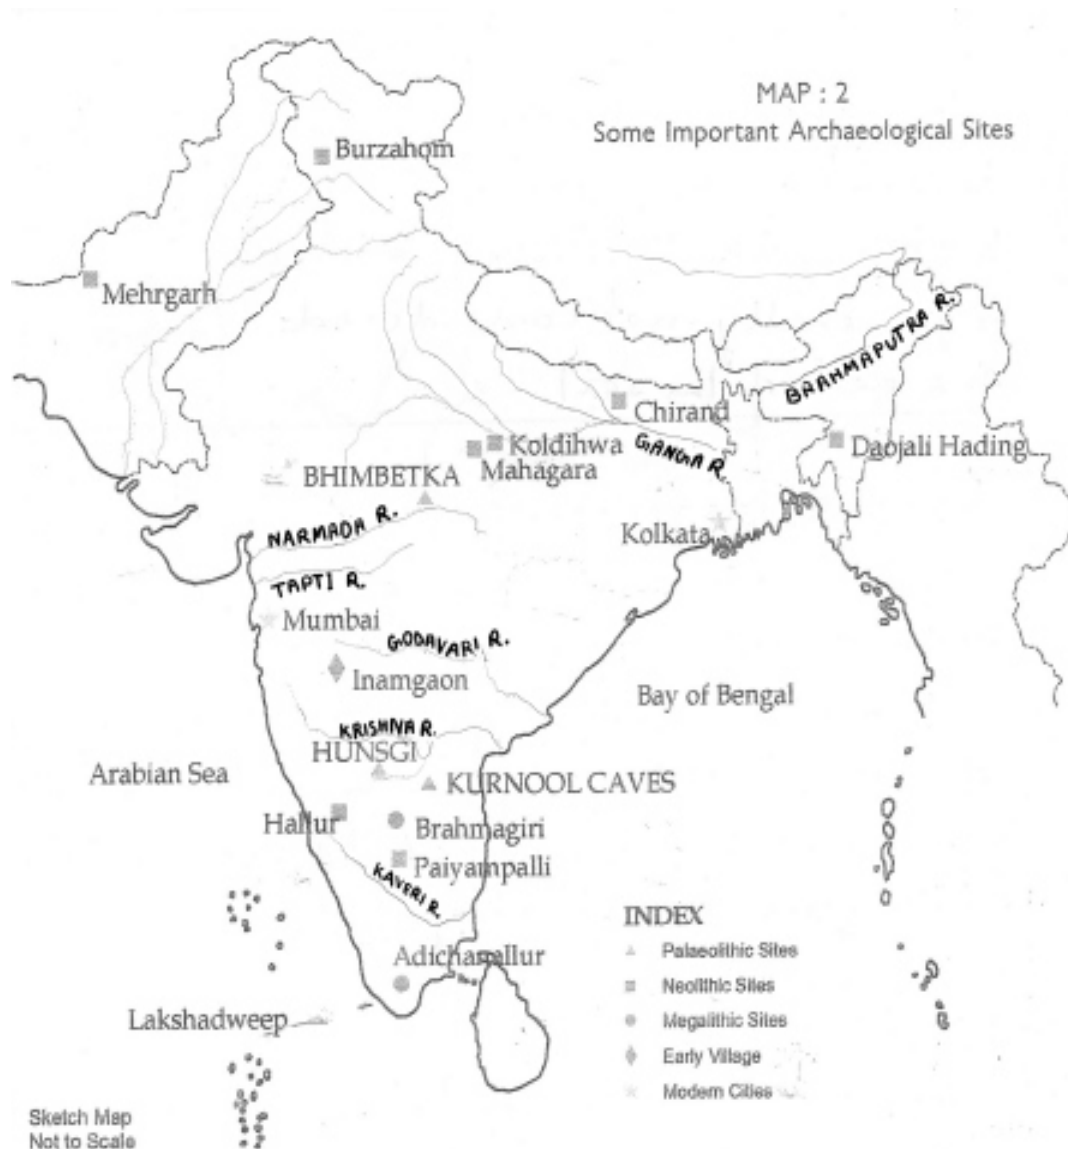 MAP : 2
Some Important Archaeological Sites
Burzahom
Mehrgarh
BRAHMAPUTRA R.
Chirand
Koldihwa
Mahagara
GANGA R.
Daojali Hading
BHIMBETKA
NARMADA R.
Kolkata
TAPTI R.
Mumbai
GODAVARI R.
Inamgaon
Bay of Bengal
KRISHNA R.
HUNSGI
Arabian Sea
KURNOOL CAVES
Hallur
Brahmagiri
Paiyampalli
KAVERI R.
Adichanallur
Lakshadweep
INDEX
Palaeolithic Sites
Neolithic Sites
Megalithic Sites
Early Village
Modern Cities
Sketch Map
Not to Scale